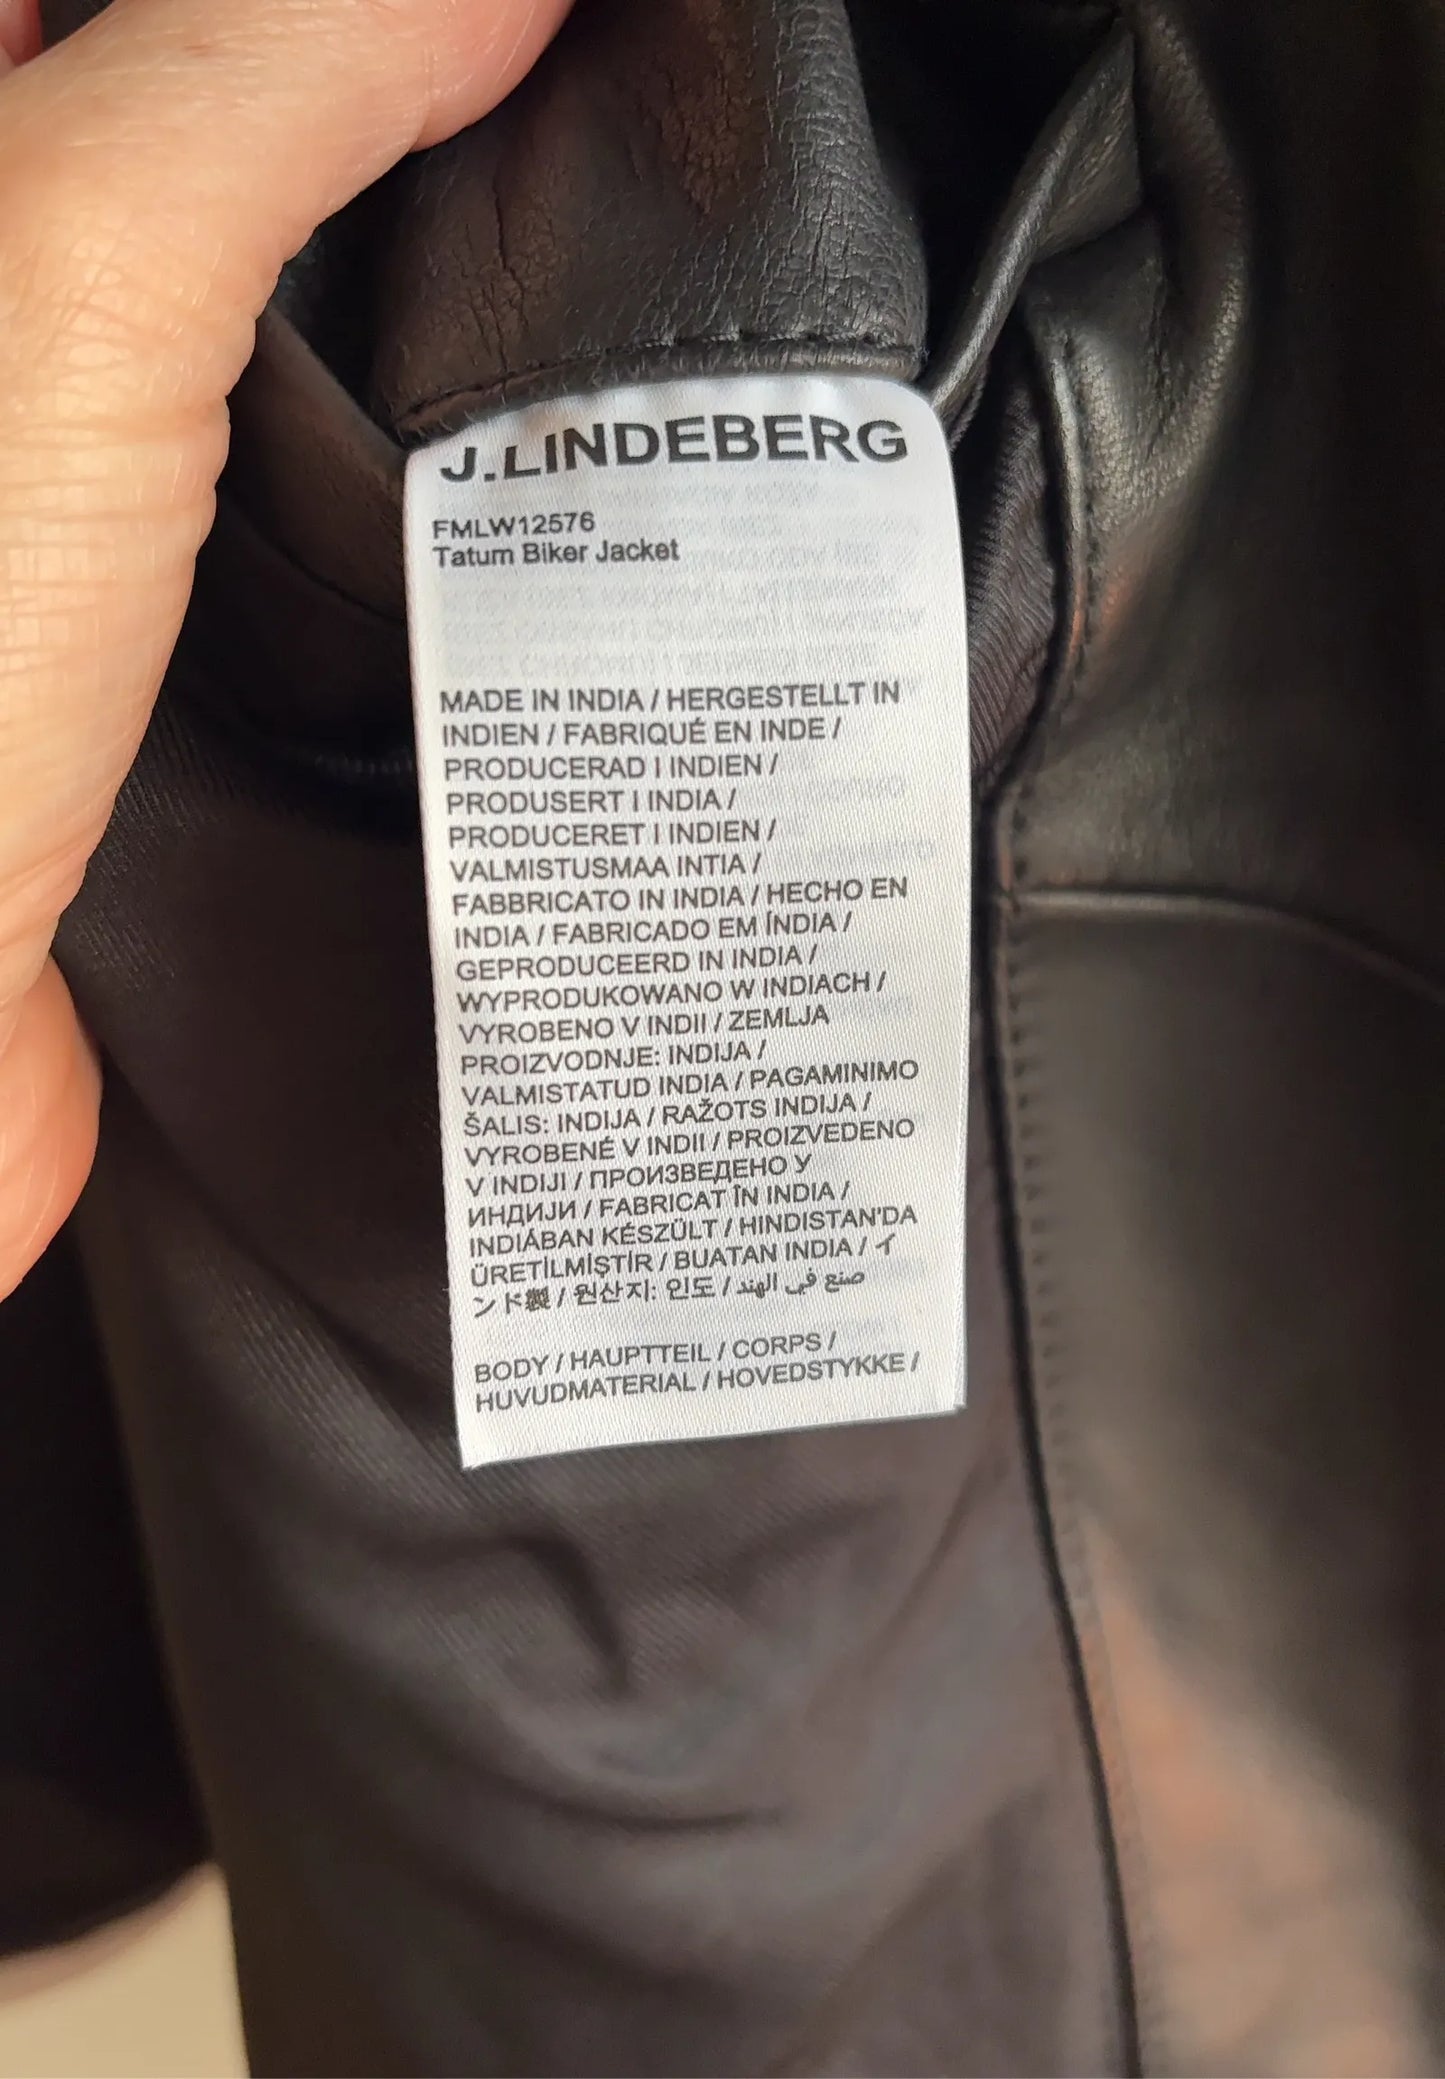 J.LINDEBERG
FMLW12576
Tatum Biker Jacket
MADE IN INDIA / HERGESTELLT IN
INDIEN / FABRIQUÉ EN INDE /
PRODUCERAD I INDIEN /
PRODUSERT I INDIA /
PRODUCERET I INDIEN /
VALMISTUSMAA INTIA /
FABBRICATO IN INDIA / HECHO EN
INDIA / FABRICADO EM ÍNDIA /
GEPRODUCEERD IN INDIA /
WYPRODUKOWANO W INDIACH /
VYROBENO V INDII / ZEMLJA
PROIZVODNJE: INDIJA /
VALMISTATUD INDIA / PAGAMINIMO
ŠALIS: INDIJA / RAŽOTS INDIJA /
VYROBENÉ V INDII / PROIZVEDENO
V INDIJI / ПРОИЗВЕДЕНО У
ИНДИЈИ / FABRICAT ÎN INDIA /
INDIÁBAN KÉSZÜLT / HINDISTAN'DA
ÜRETİLMİŞTİR / BUATAN INDIA / イ
ンド製 / 원산지: 인도 / صنع في الهند
BODY / HAUPTTEIL / CORPS /
HUVUDMATERIAL / HOVEDSTYKKE /